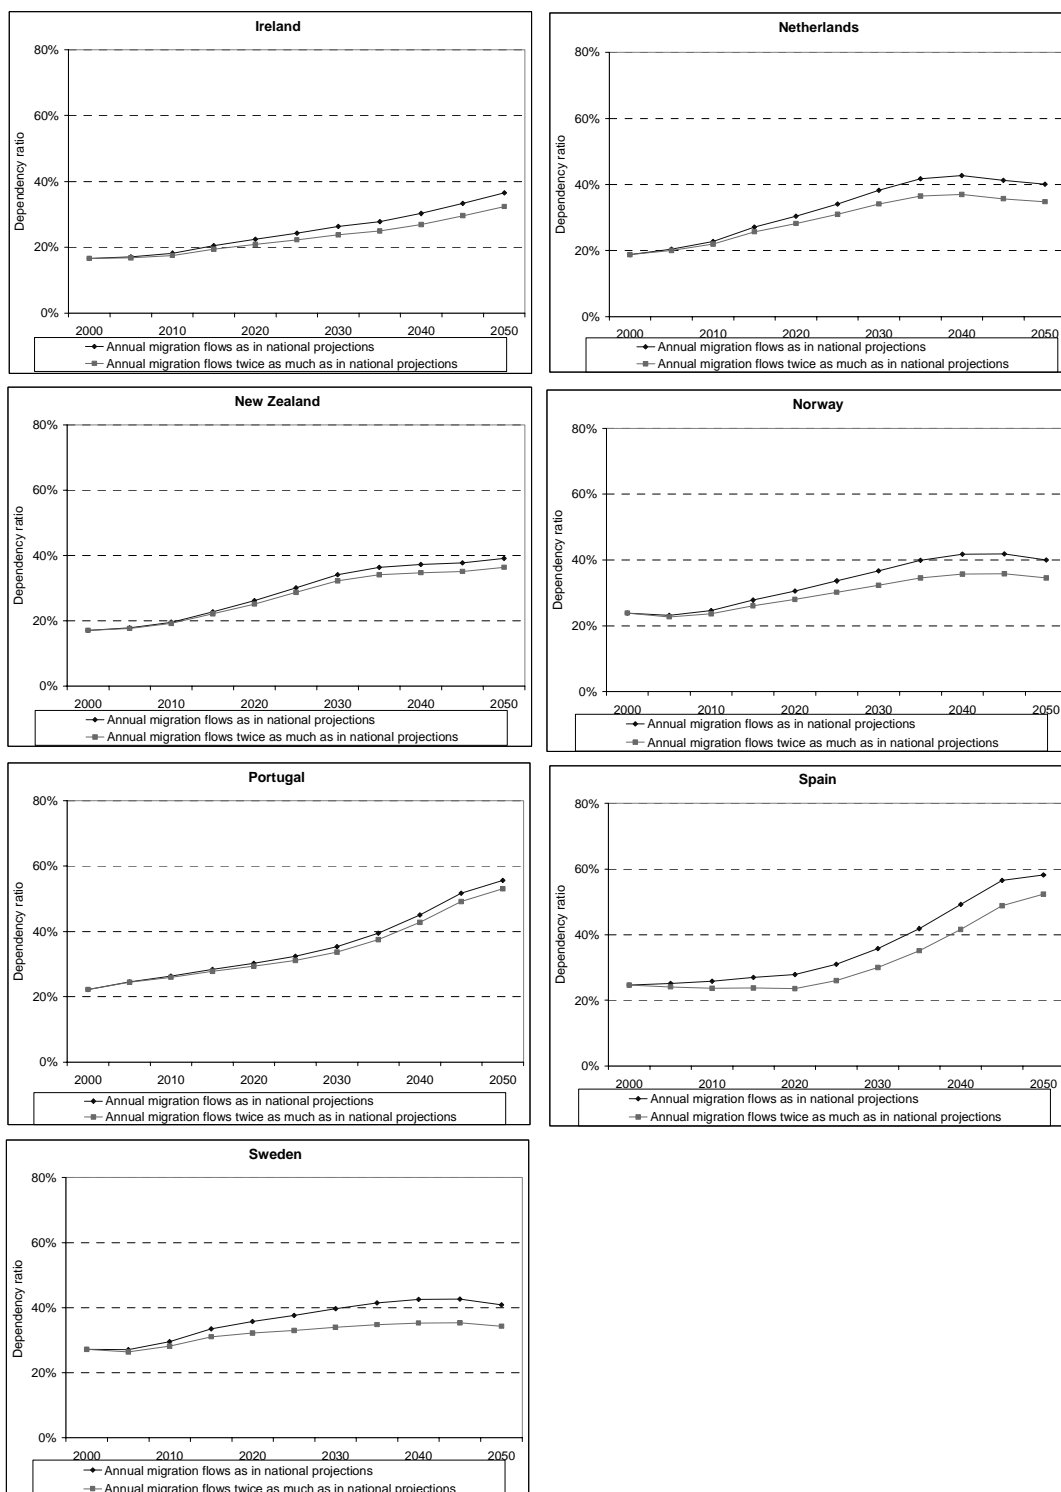 Ireland
80%
60%
40%
20%
0%
Dependency ratio
2000 2010 2020 2030 2040 2050
Annual migration flows as in national projections
Annual migration flows twice as much as in national projections
Netherlands
80%
60%
40%
20%
0%
Dependency ratio
2000 2010 2020 2030 2040 2050
Annual migration flows as in national projections
Annual migration flows twice as much as in national projections
New Zealand
80%
60%
40%
20%
0%
Dependency ratio
2000 2010 2020 2030 2040 2050
Annual migration flows as in national projections
Annual migration flows twice as much as in national projections
Norway
80%
60%
40%
20%
0%
Dependency ratio
2000 2010 2020 2030 2040 2050
Annual migration flows as in national projections
Annual migration flows twice as much as in national projections
Portugal
80%
60%
40%
20%
0%
Dependency ratio
2000 2010 2020 2030 2040 2050
Annual migration flows as in national projections
Annual migration flows twice as much as in national projections
Spain
80%
60%
40%
20%
0%
Dependency ratio
2000 2010 2020 2030 2040 2050
Annual migration flows as in national projections
Annual migration flows twice as much as in national projections
Sweden
80%
60%
40%
20%
0%
Dependency ratio
2000 2010 2020 2030 2040 2050
Annual migration flows as in national projections
Annual migration flows twice as much as in national projections